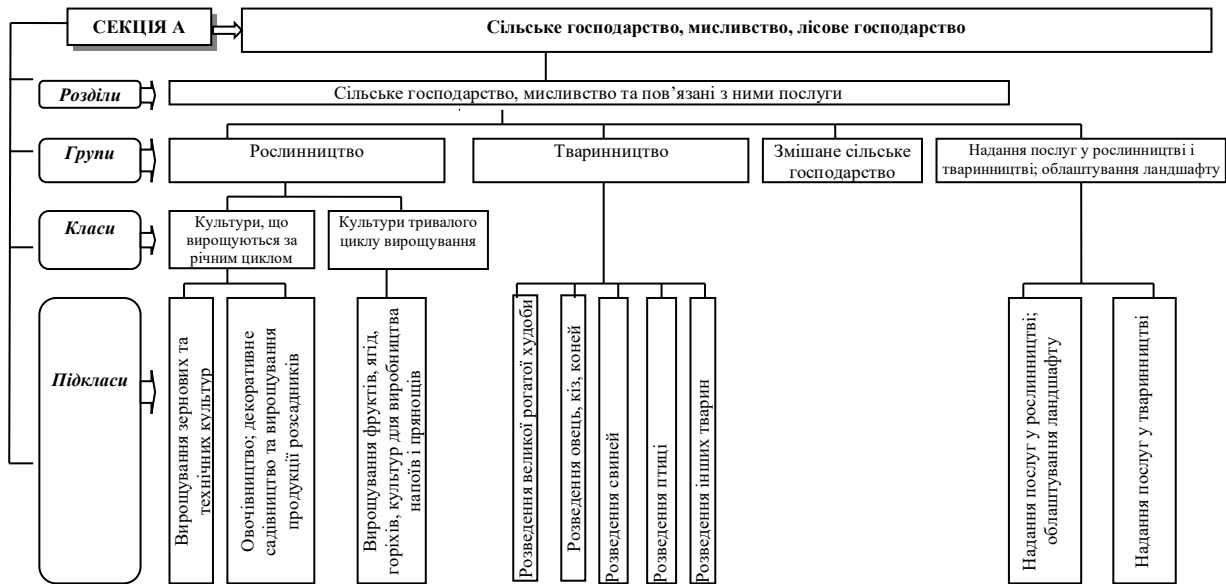 СЕКЦІЯ А
Сільське господарство, мисливство, лісове господарство
Розділи
Сільське господарство, мисливство та пов’язані з ними послуги
Групи
Рослинництво
Тваринництво
Змішане сільське
господарство
Надання послуг у рослинництві і
тваринництві; облаштування ландшафту
Класи
Культури, що
вирощуються за
річним циклом
Культури тривалого
циклу вирощування
Підкласи
Вирощування зернових та
технічних культур
Овочівництво; декоративне
садівництво та вирощування
продукції розсадників
Вирощування фруктів, ягід,
горіхів, культур для виробництва
напоїв і прянощів
Розведення великої рогатої худоби
Розведення овець, кіз, коней
Розведення свиней
Розведення птиці
Розведення інших тварин
Надання послуг у рослинництві;
облаштування ландшафту
Надання послуг у тваринництві